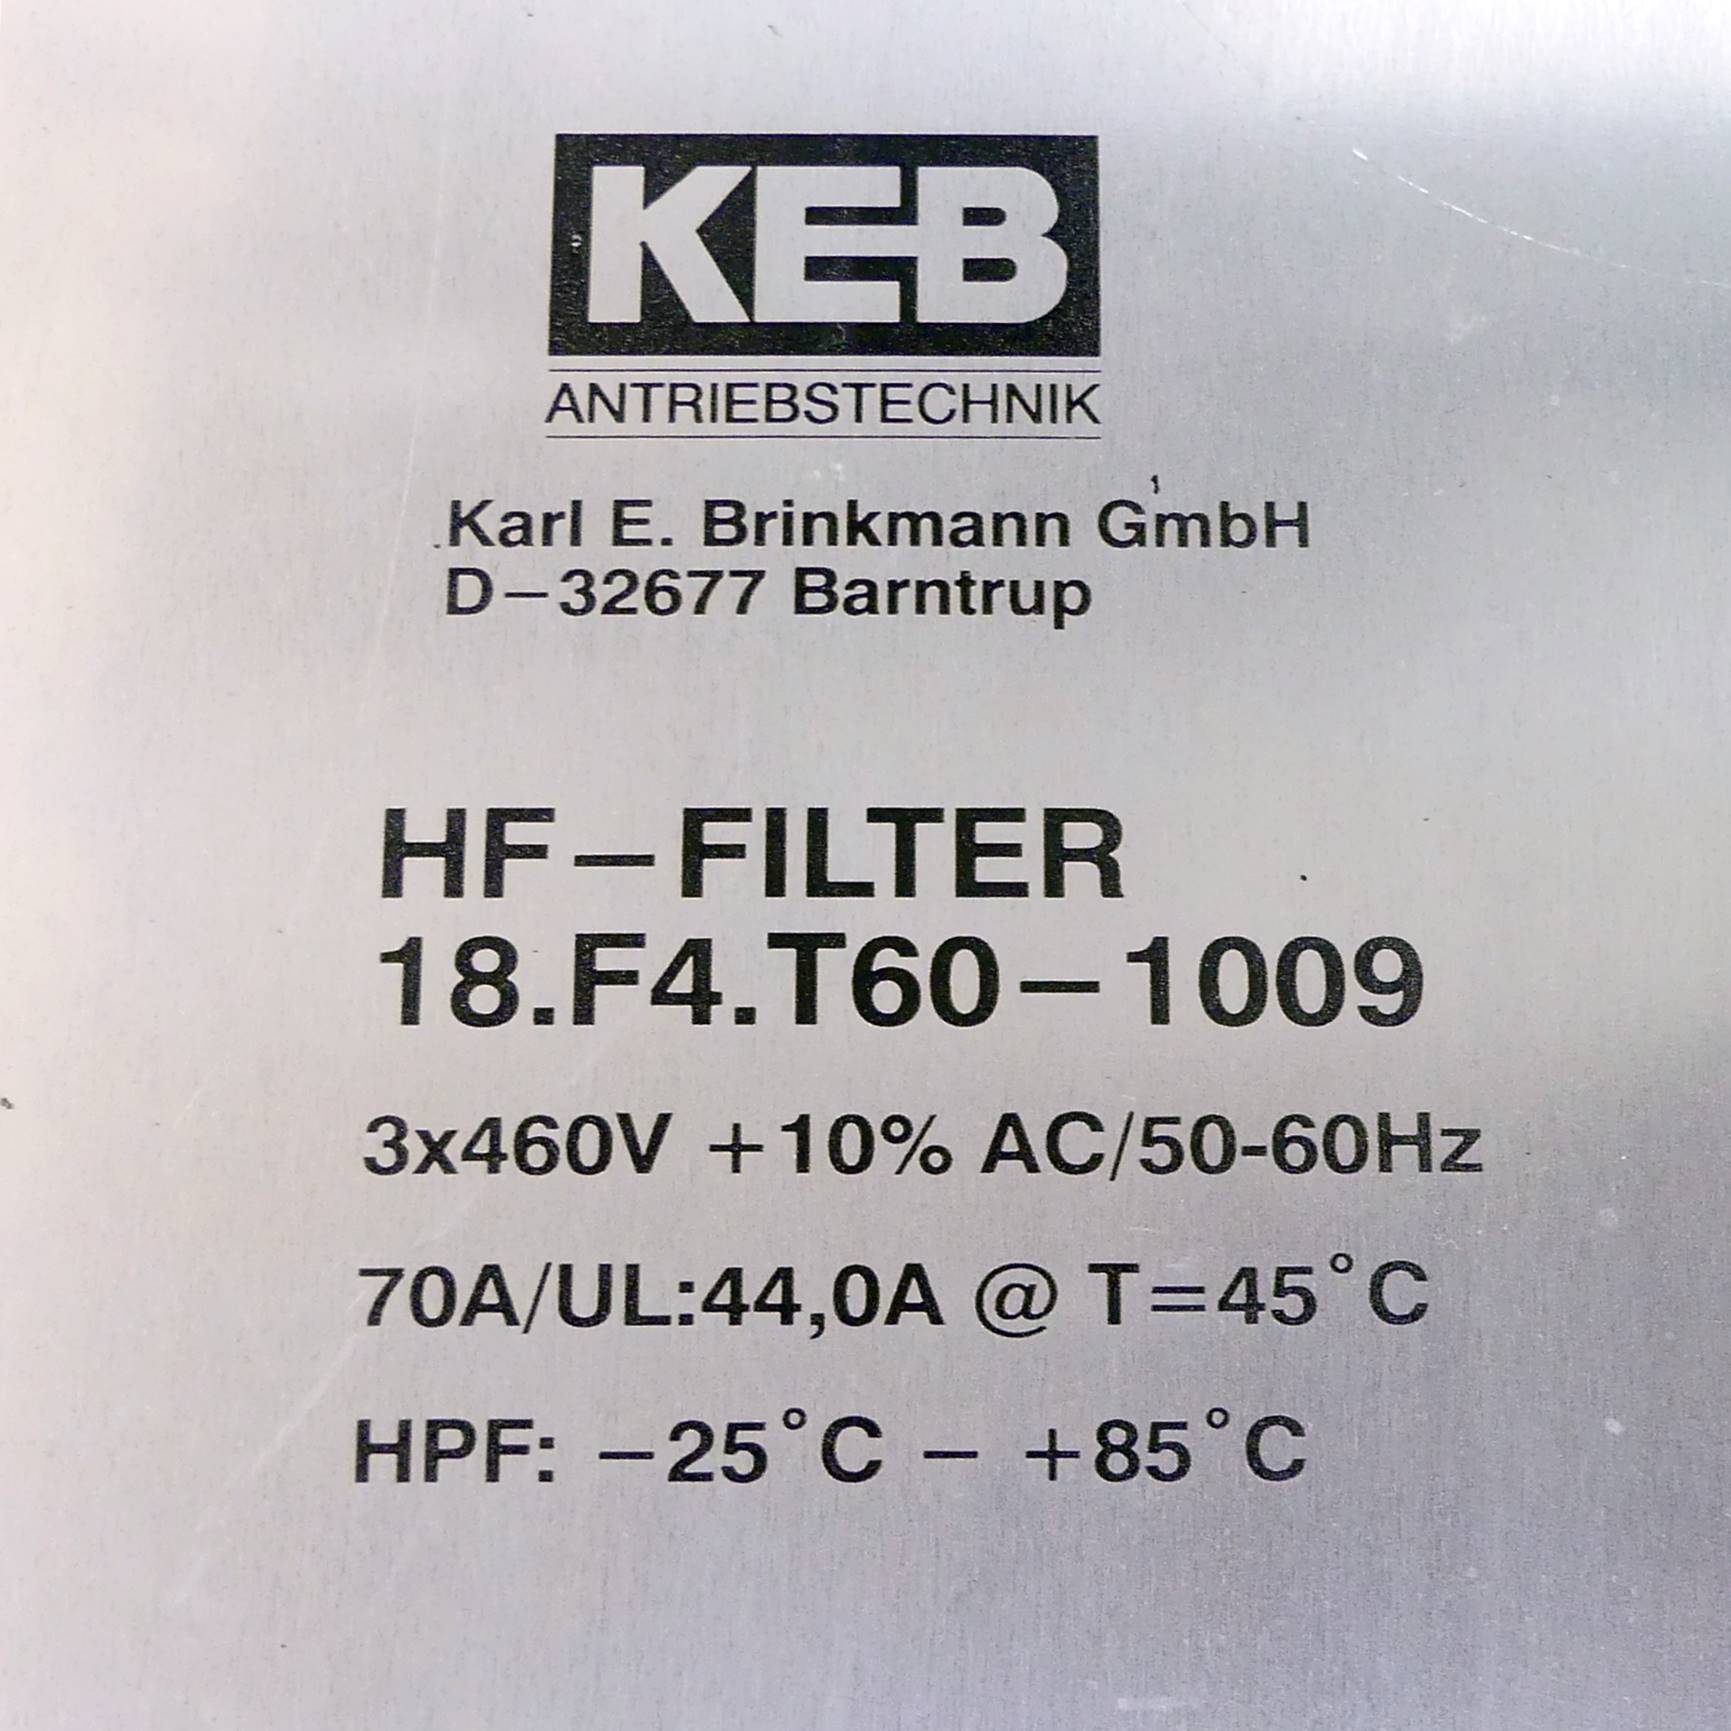 KEB
ANTRIEBSTECHNIK
Karl E. Brinkmann GmbH
D-32677 Barntrup
HF-FILTER
18.F4.T60-1009
3x460V +10% AC/50-60Hz
70A/UL:44,0A @ T=45°C
HPF: -25°C - +85°C